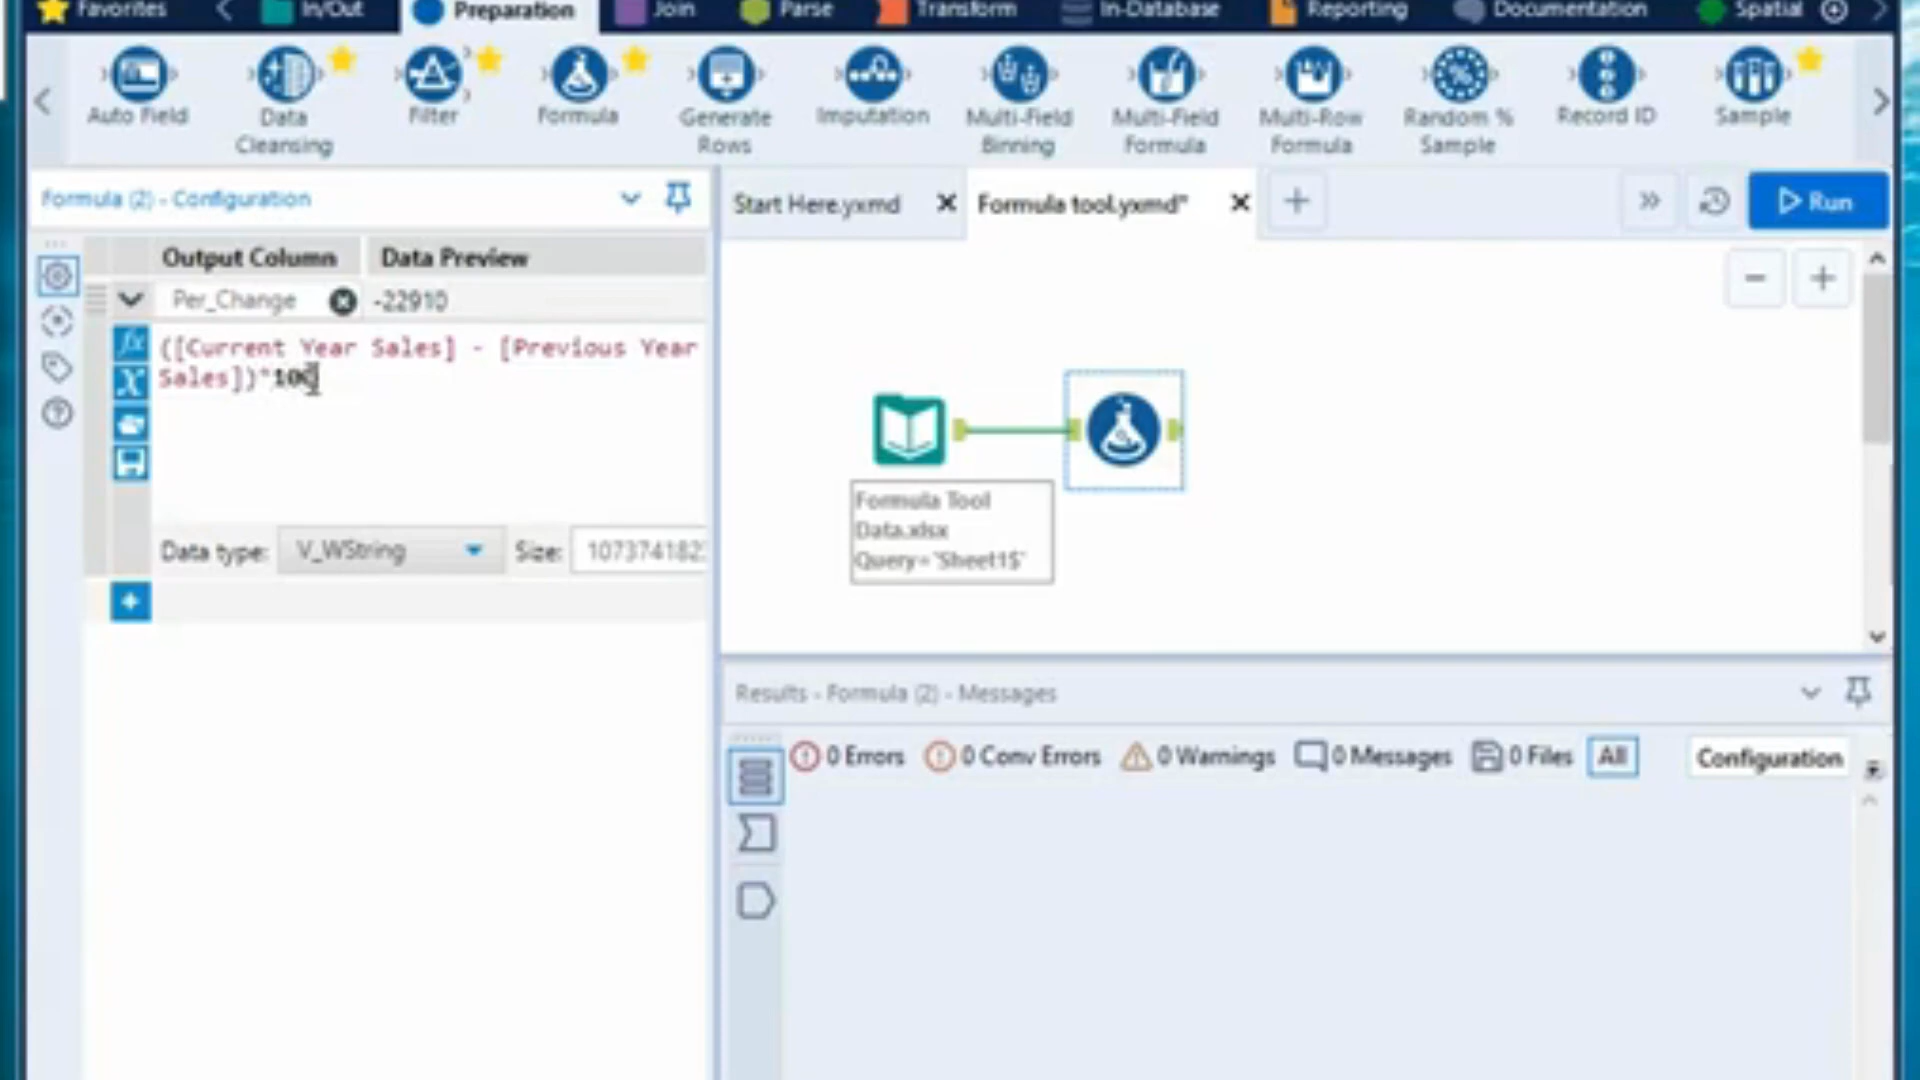 Favorites In/Out Preparation Join Parse Transform In-Database Reporting Documentation Spatial
Auto Field
Data Cleansing
Filter
Formula
Generate Rows
Imputation
Multi-Field Binning
Multi-Field Formula
Multi-Row Formula
Random % Sample
Record ID
Sample
Formula (2) - Configuration
Start Here.yxmd
Formula tool.yxmd*
Run
Output Column Data Preview
Per_Change -22910
([Current Year Sales] - [Previous Year
Sales])*100
Data type: V_WString Size:
Formula Tool
Data.xlsx
Query=`Sheet1$`
Results - Formula (2) - Messages
0 Errors 0 Conv Errors 0 Warnings 0 Messages 0 Files All Configuration